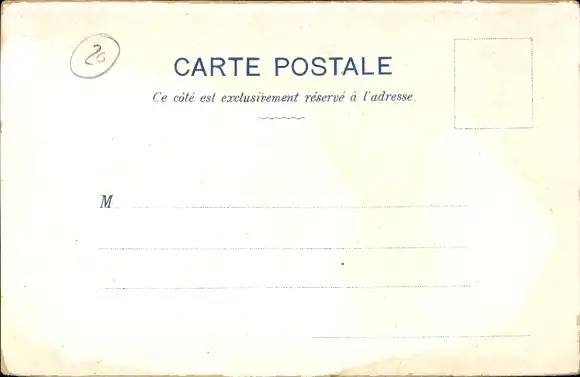 20
CARTE POSTALE
Ce côté est exclusivement réservé à l'adresse.
M